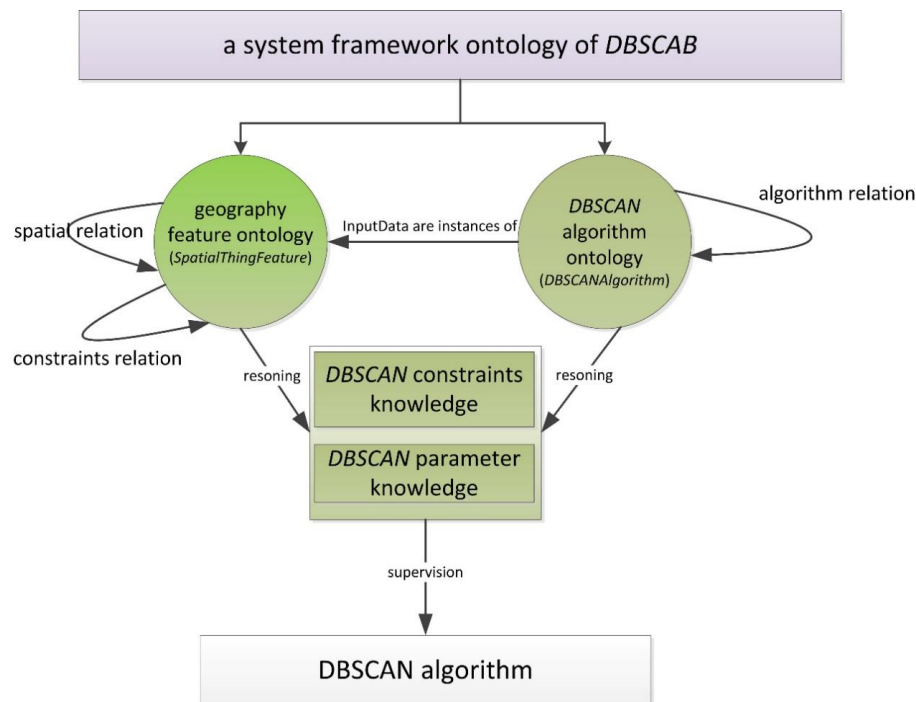 a system framework ontology of DBSCAB
geography
feature ontology
(SpatialThingFeature)
spatial relation
constraints relation
InputData are instances of
DBSCAN
algorithm
ontology
(DBSCANAlgorithm)
algorithm relation
resoning
resoning
DBSCAN constraints
knowledge
DBSCAN parameter
knowledge
supervision
DBSCAN algorithm